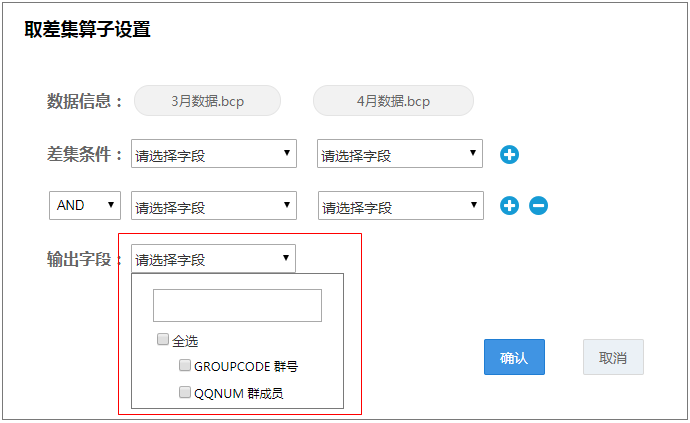 取差集算子设置
数据信息： 3月数据.bcp 4月数据.bcp
差集条件： 请选择字段 请选择字段
AND 请选择字段 请选择字段
输出字段： 请选择字段
全选
GROUPCODE 群号
QQNUM 群成员
确认 取消